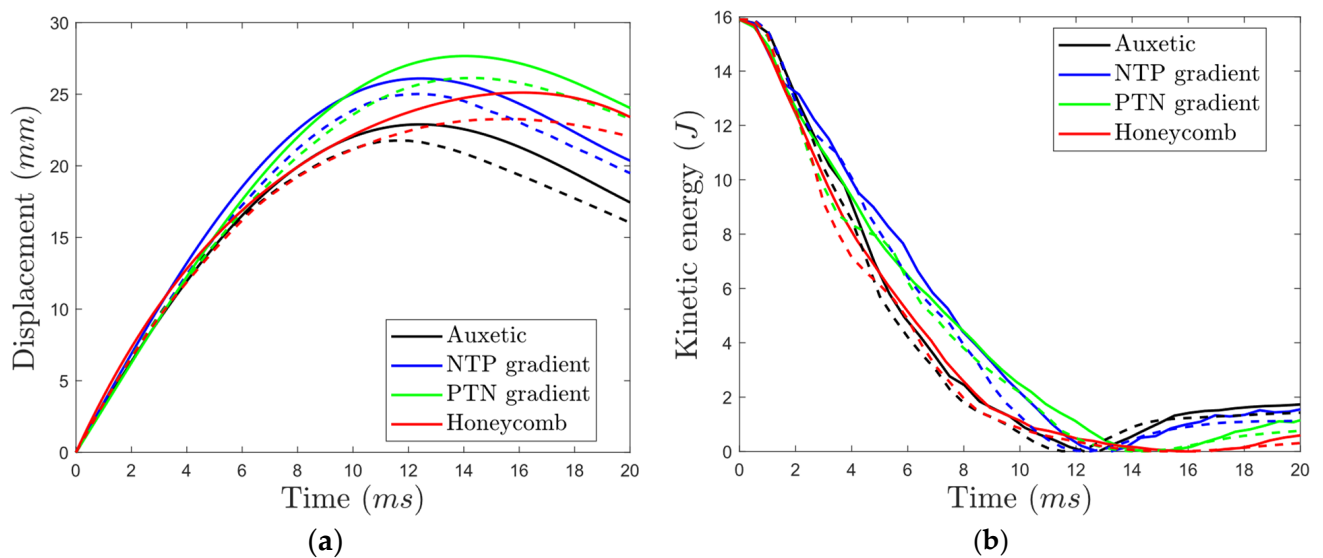 30
25
20
15
10
5
0
Displacement (mm)
0 2 4 6 8 10 12 14 16 18 20
Time (ms)
Auxetic
NTP gradient
PTN gradient
Honeycomb
(a)
16
14
12
10
8
6
4
2
0
Kinetic energy (J)
0 2 4 6 8 10 12 14 16 18 20
Time (ms)
Auxetic
NTP gradient
PTN gradient
Honeycomb
(b)